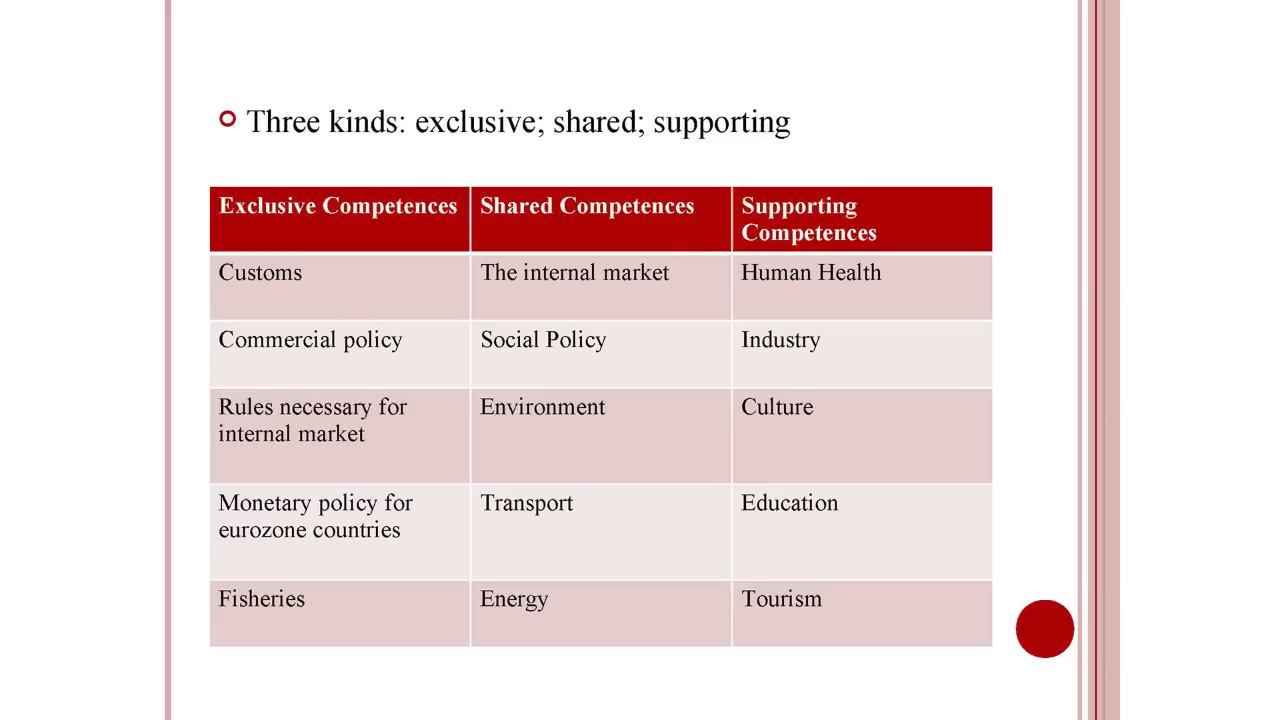 Three kinds: exclusive; shared; supporting
Exclusive Competences
Shared Competences
Supporting
Competences
Customs
The internal market
Human Health
Commercial policy
Social Policy
Industry
Rules necessary for
internal market
Environment
Culture
Monetary policy for
eurozone countries
Transport
Education
Fisheries
Energy
Tourism